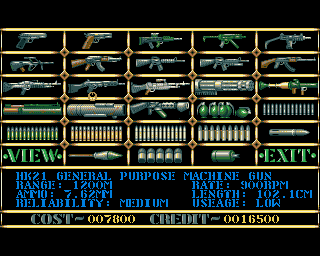 VIEW EXIT
HK21 GENERAL PURPOSE MACHINE GUN
RANGE: 1200M RATE: 900RPM
AMMO: 7.62MM LENGTH: 102.1CM
RELIABILITY: MEDIUM USEAGE: LOW
COST~007800 CREDIT~0016500